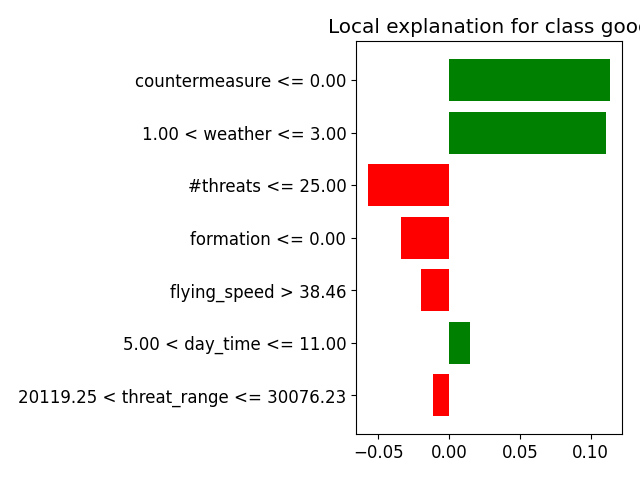 Local explanation for class goo
countermeasure <= 0.00
1.00 < weather <= 3.00
#threats <= 25.00
formation <= 0.00
flying_speed > 38.46
5.00 < day_time <= 11.00
20119.25 < threat_range <= 30076.23
−0.05 0.00 0.05 0.10